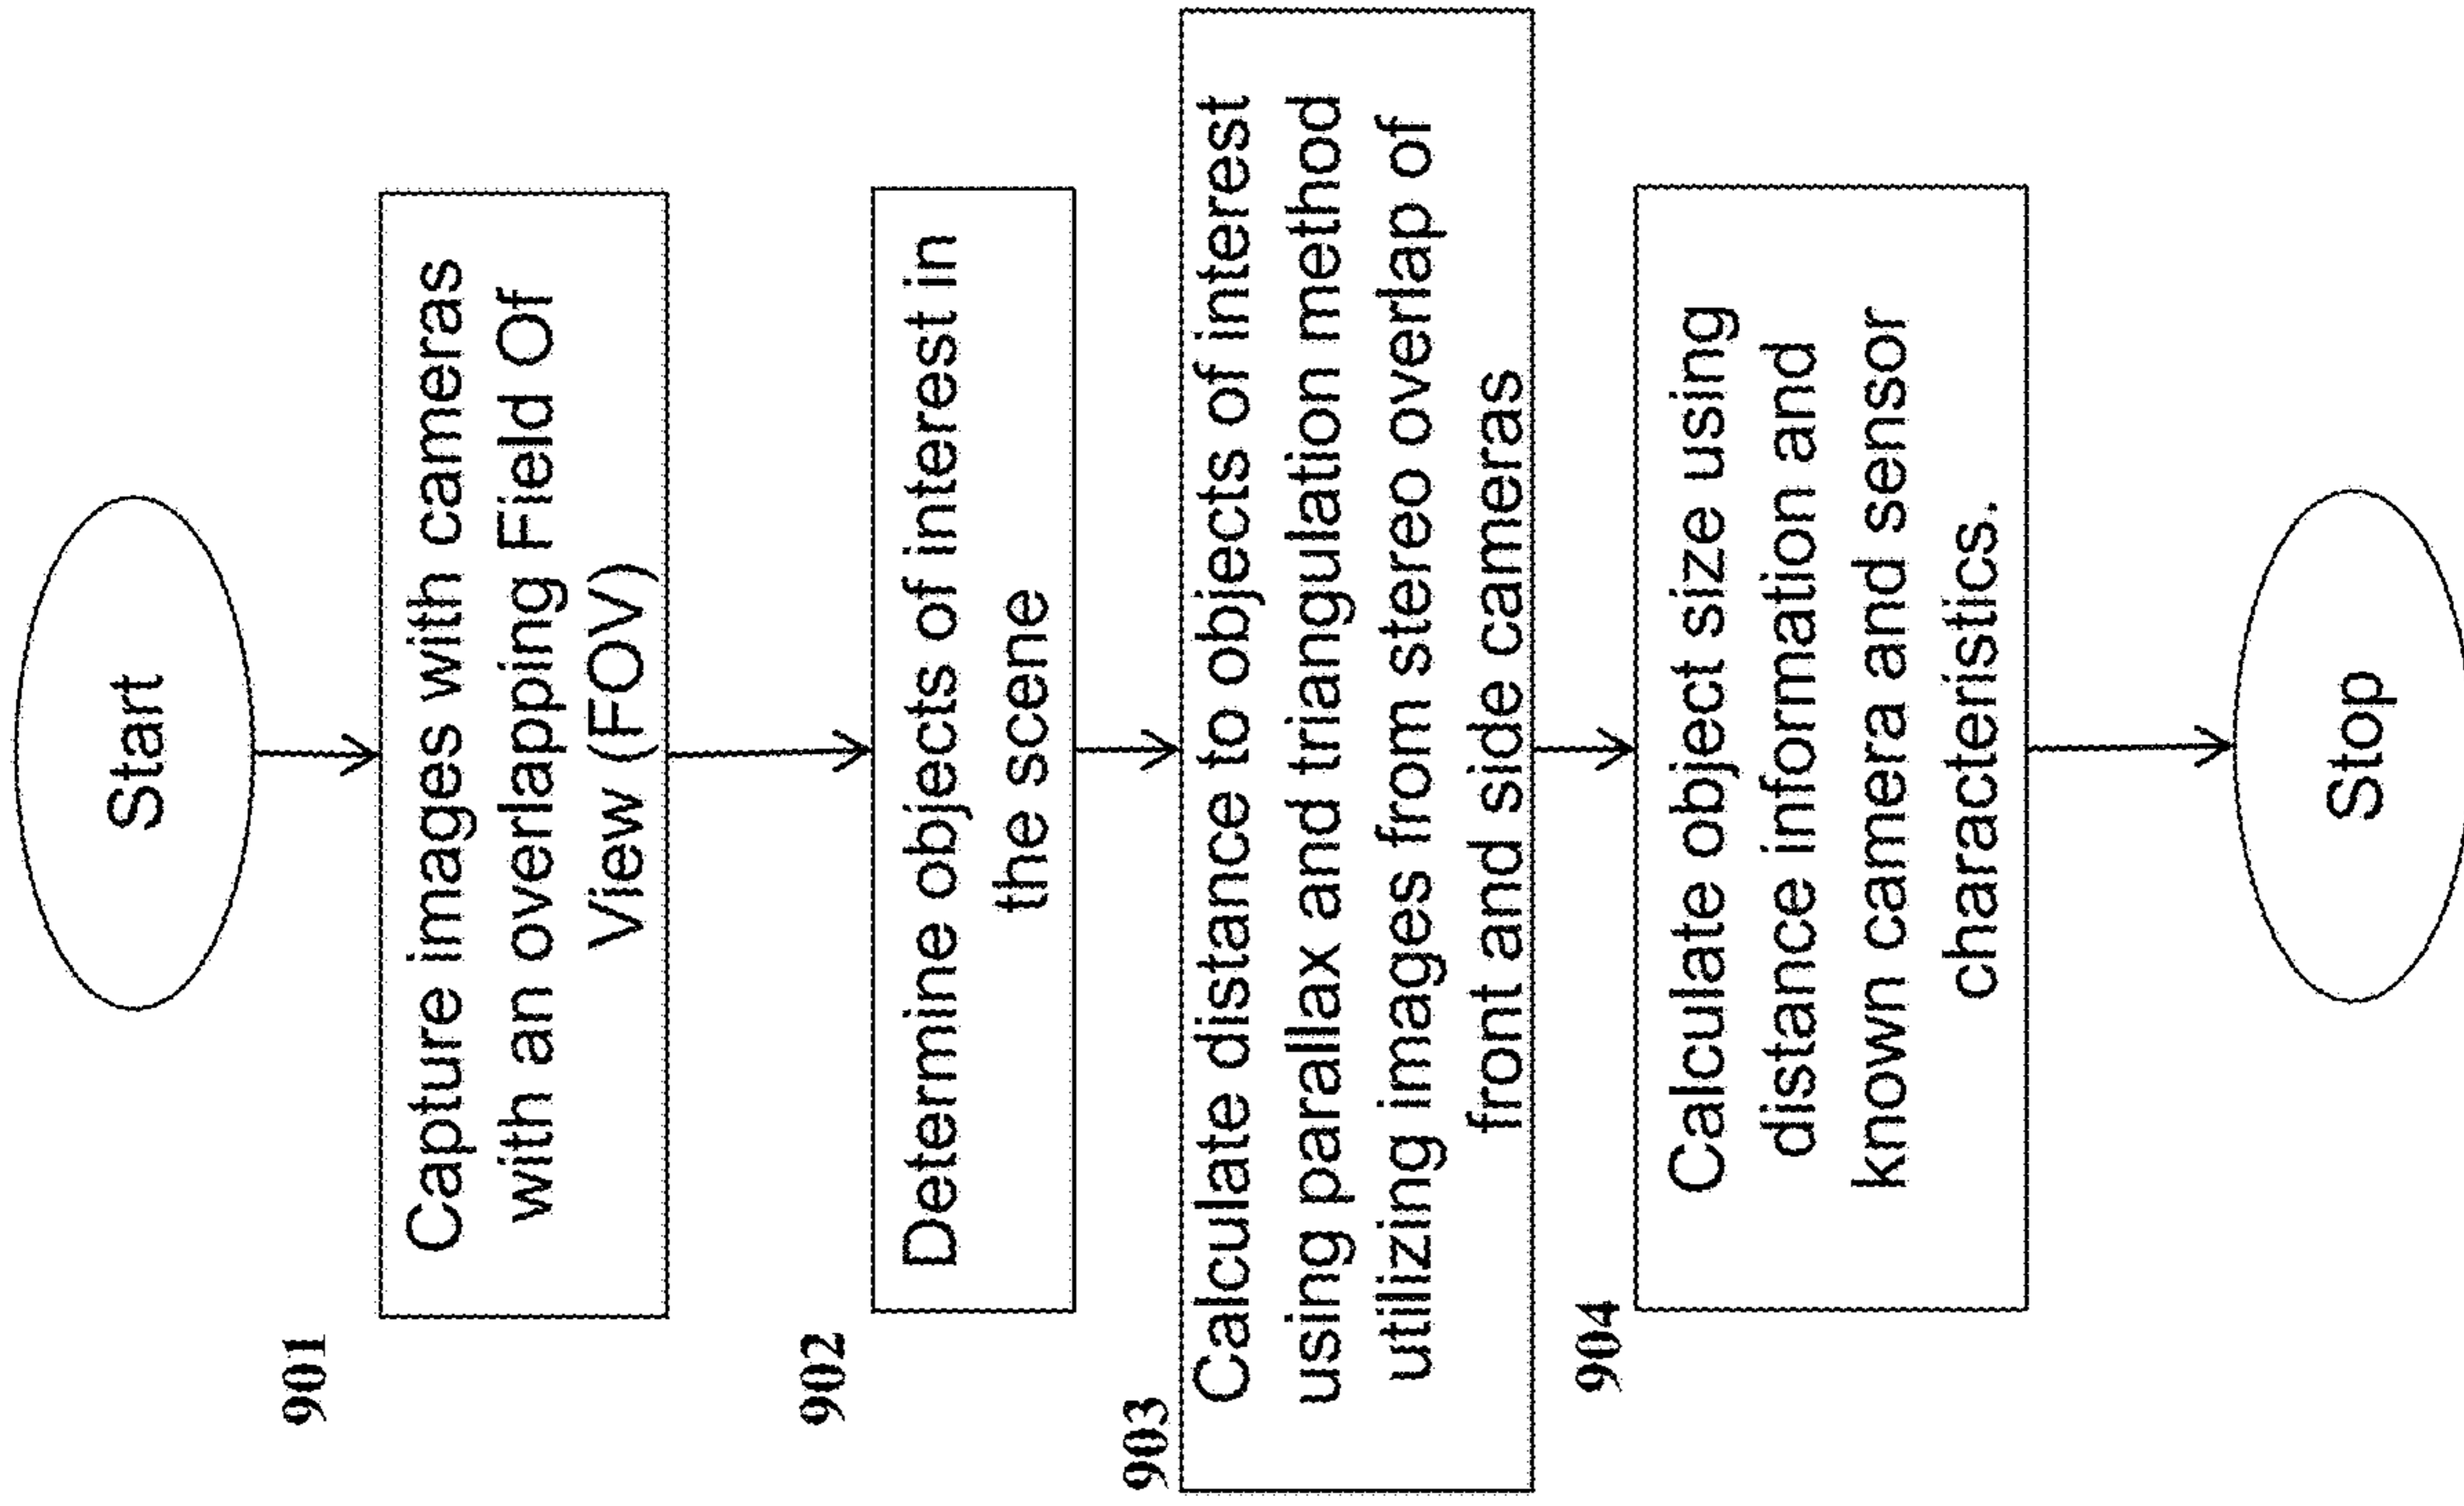 Start
901
Capture images with cameras
with an overlapping Field Of
View (FOV)
902
Determine objects of interest in
the scene
903
Calculate distance to objects of interest
using parallax and triangulation method
utilizing images from stereo overlap of
front and side cameras
904
Calculate object size using
distance information and
known camera and sensor
characteristics.
Stop